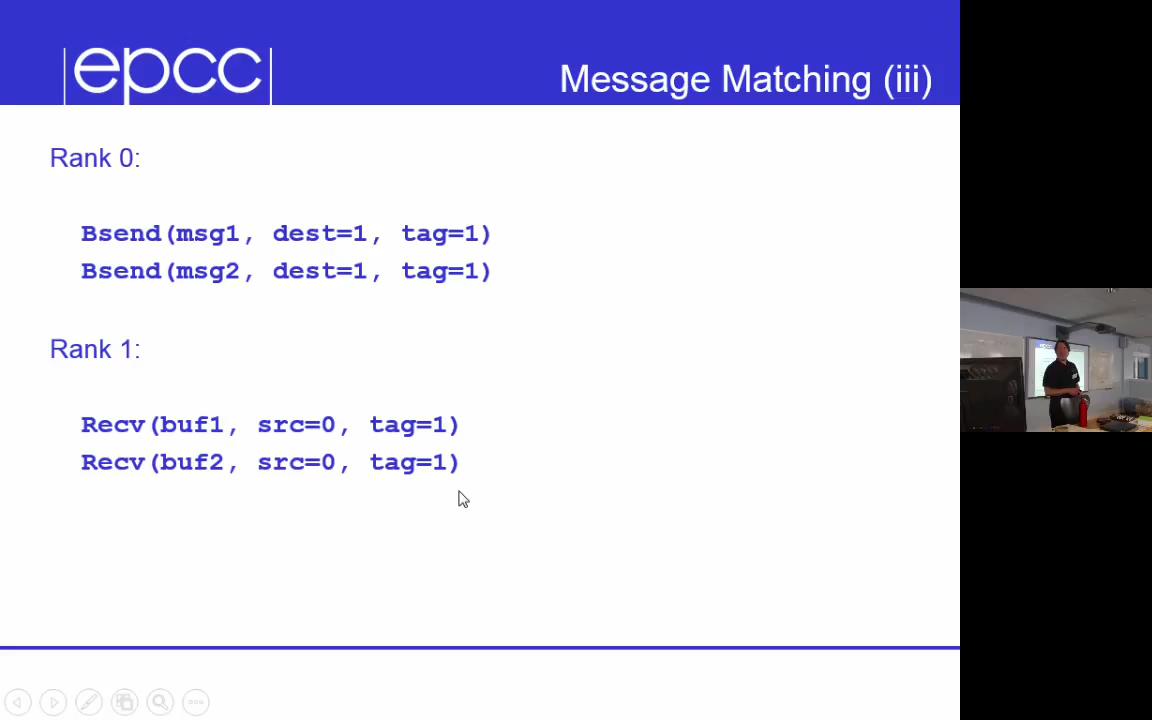 epcc
Message Matching (iii)
Rank 0:
Bsend(msg1, dest=1, tag=1)
Bsend(msg2, dest=1, tag=1)
Rank 1:
Recv(buf1, src=0, tag=1)
Recv(buf2, src=0, tag=1)